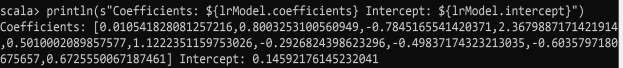 scala> println(s"Coefficients: ${lrModel.coefficients} Intercept: ${lrModel.intercept}")
Coefficients: [0.010541828081257216,0.8003253100560949,-0.7845165541420371,2.3679887171421914
,0.5010002089857577,1.1222351159753026,-0.2926824398623296,-0.49837174323213035,-0.6035797180
675657,0.6725550067187461] Intercept: 0.14592176145232041